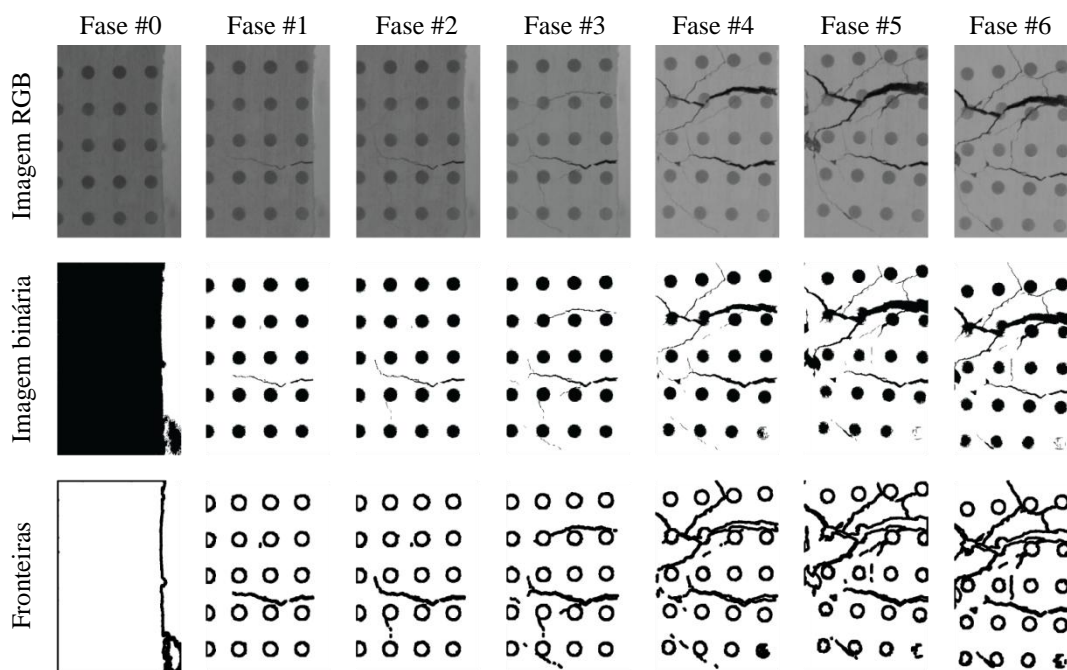 Fase #0 Fase #1 Fase #2 Fase #3 Fase #4 Fase #5 Fase #6
Imagem RGB
Imagem binária
Fronteiras